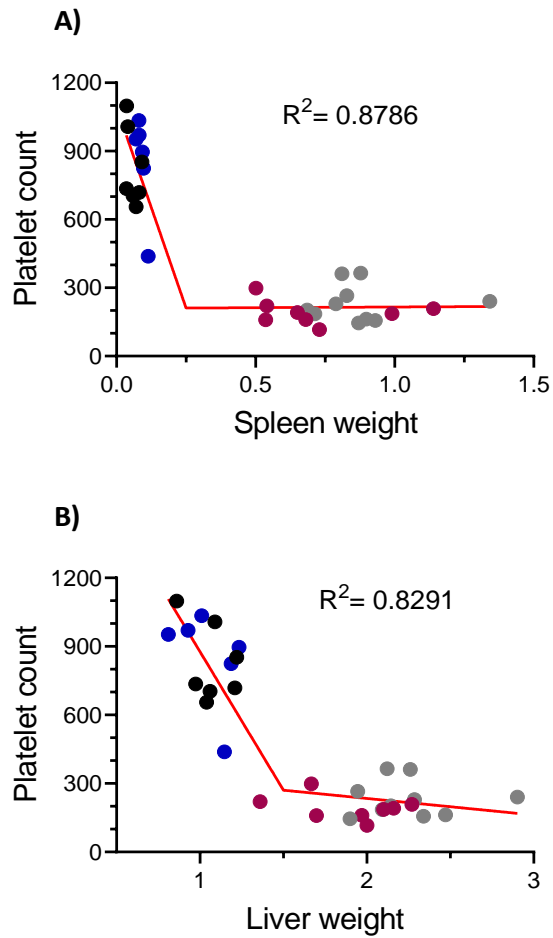 A)
1200
900
600
300
0
Platelet count
R²= 0.8786
0.0 0.5 1.0 1.5
Spleen weight
B)
1200
900
600
300
0
Platelet count
R²= 0.8291
1 2 3
Liver weight